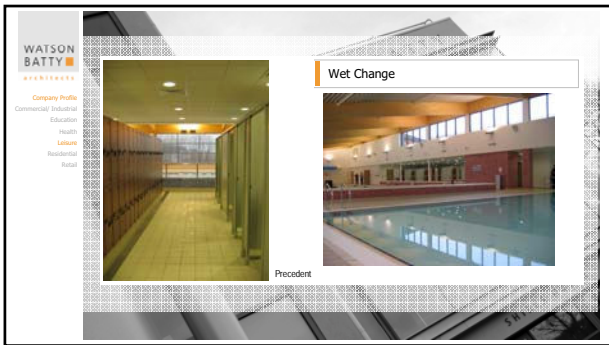 WATSON
BATTY
architects
Company Profile
Commercial/ Industrial
Education
Health
Leisure
Residential
Retail
Wet Change
Precedent